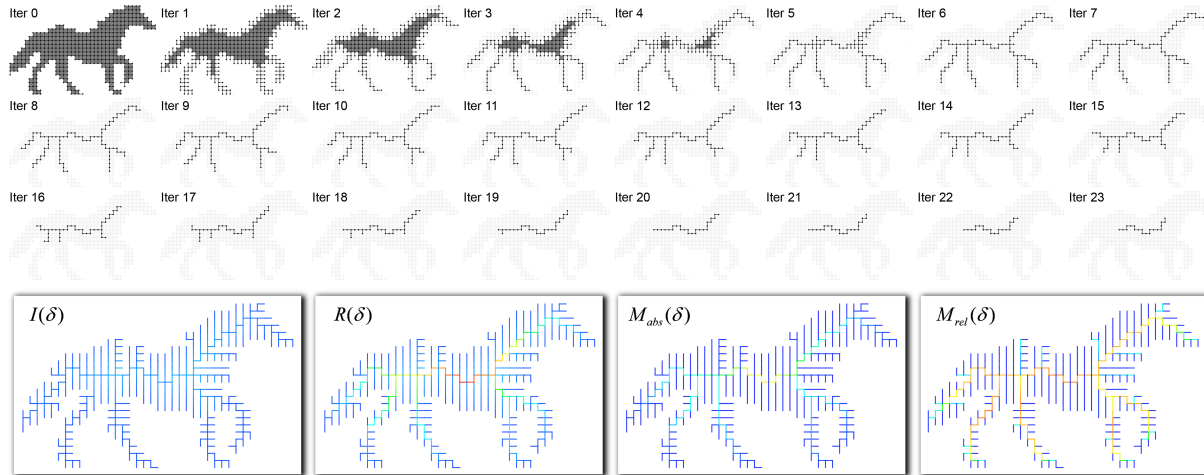 Iter 0 Iter 1 Iter 2 Iter 3 Iter 4 Iter 5 Iter 6 Iter 7
Iter 8 Iter 9 Iter 10 Iter 11 Iter 12 Iter 13 Iter 14 Iter 15
Iter 16 Iter 17 Iter 18 Iter 19 Iter 20 Iter 21 Iter 22 Iter 23
I(δ) R(δ) M_abs(δ) M_rel(δ)